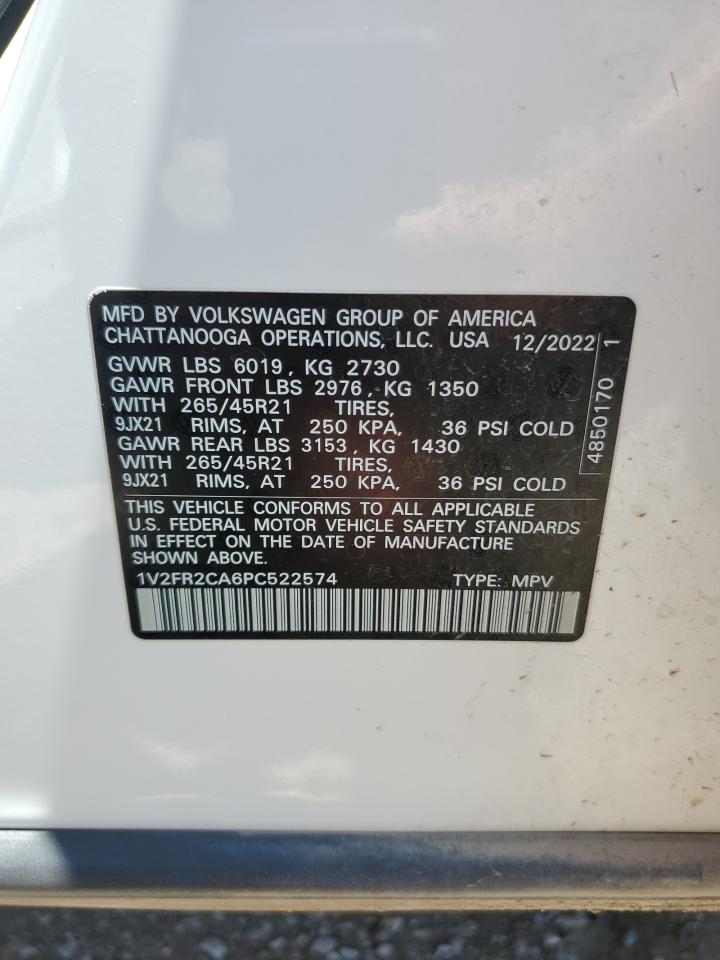 MFD BY VOLKSWAGEN GROUP OF AMERICA
CHATTANOOGA OPERATIONS, LLC. USA 12/2022
GVWR LBS 6019, KG 2730
GAWR FRONT LBS 2976, KG 1350
WITH 265/45R21 TIRES,
9JX21 RIMS, AT 250 KPA, 36 PSI COLD
GAWR REAR LBS 3153, KG 1430
WITH 265/45R21 TIRES,
9JX21 RIMS, AT 250 KPA, 36 PSI COLD
4850170 1
THIS VEHICLE CONFORMS TO ALL APPLICABLE
U.S. FEDERAL MOTOR VEHICLE SAFETY STANDARDS
IN EFFECT ON THE DATE OF MANUFACTURE
SHOWN ABOVE.
1V2FR2CA6PC522574 TYPE: MPV